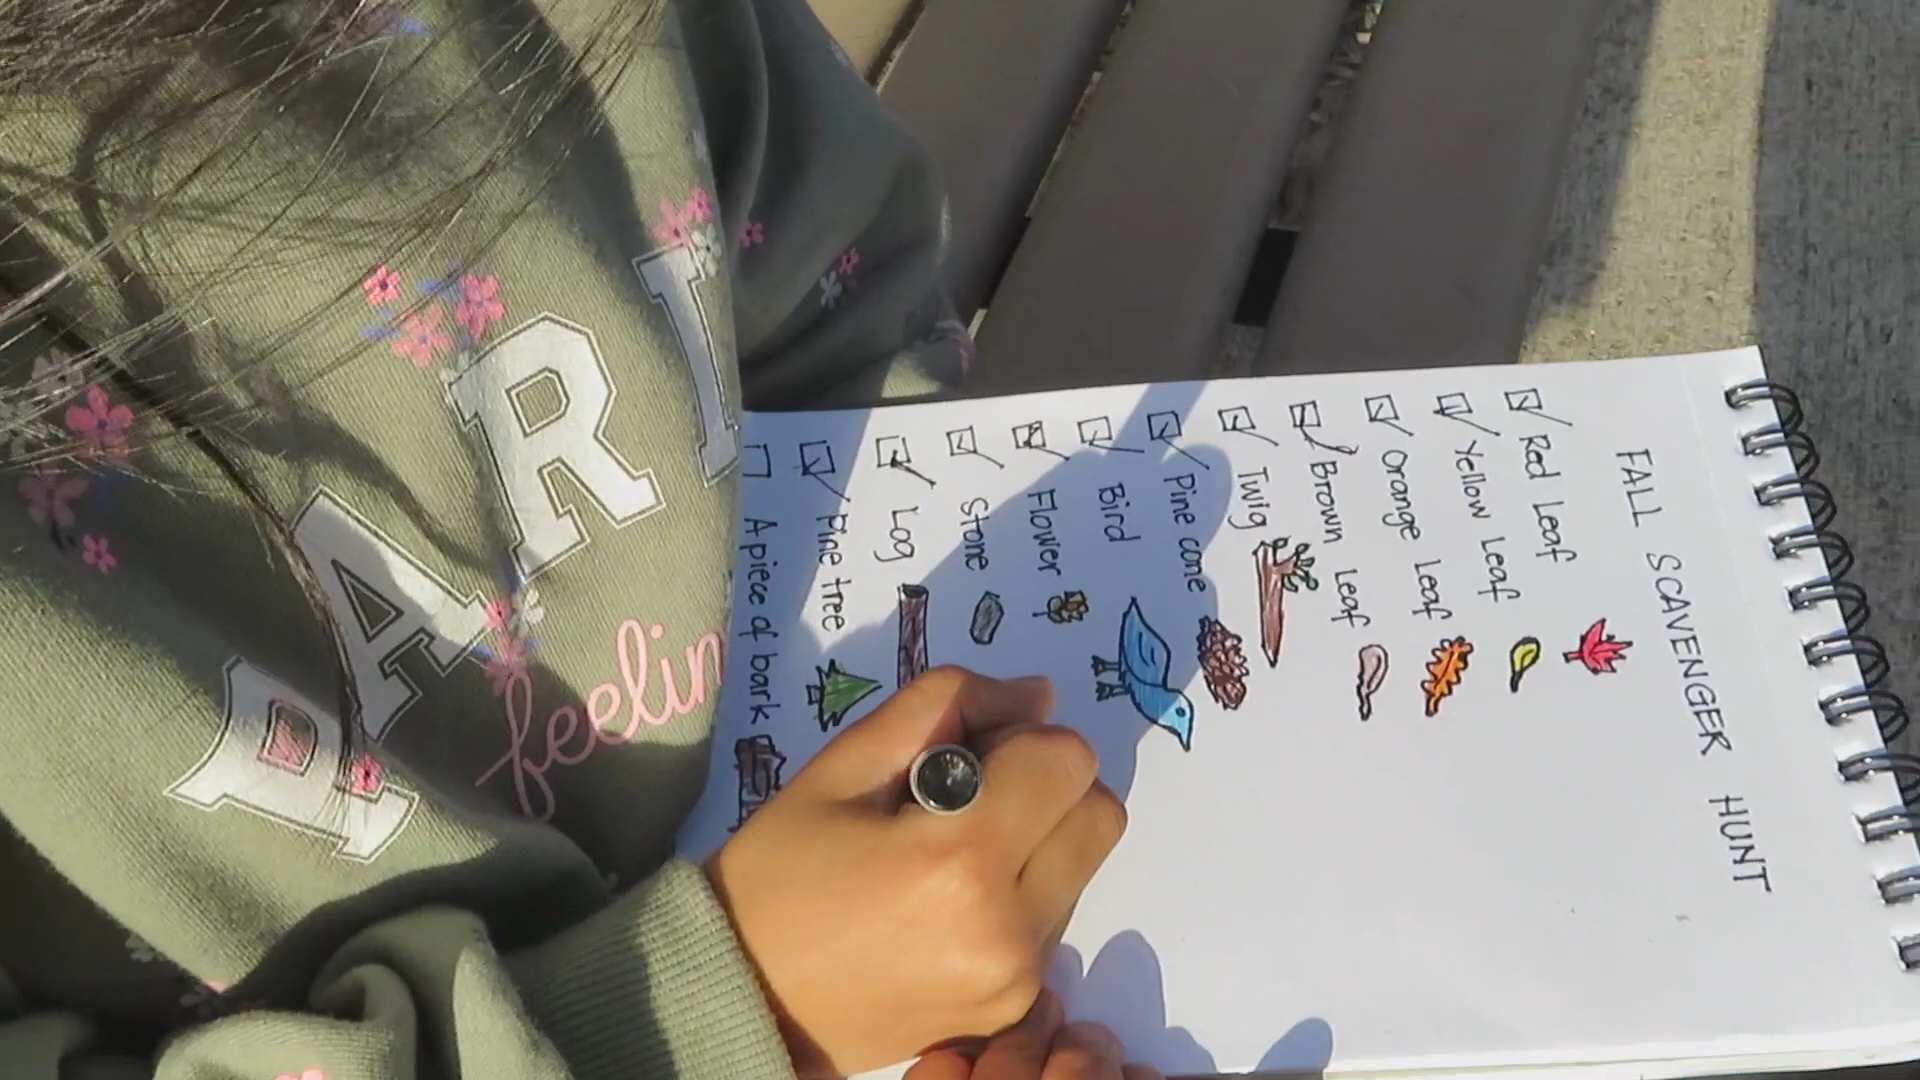 FALL SCAVENGER HUNT
Red Leaf
Yellow Leaf
Orange Leaf
Brown Leaf
Twig
Pine cone
Bird
Flower
Stone
Log
Pine tree
A piece of bark
PARI
feelin